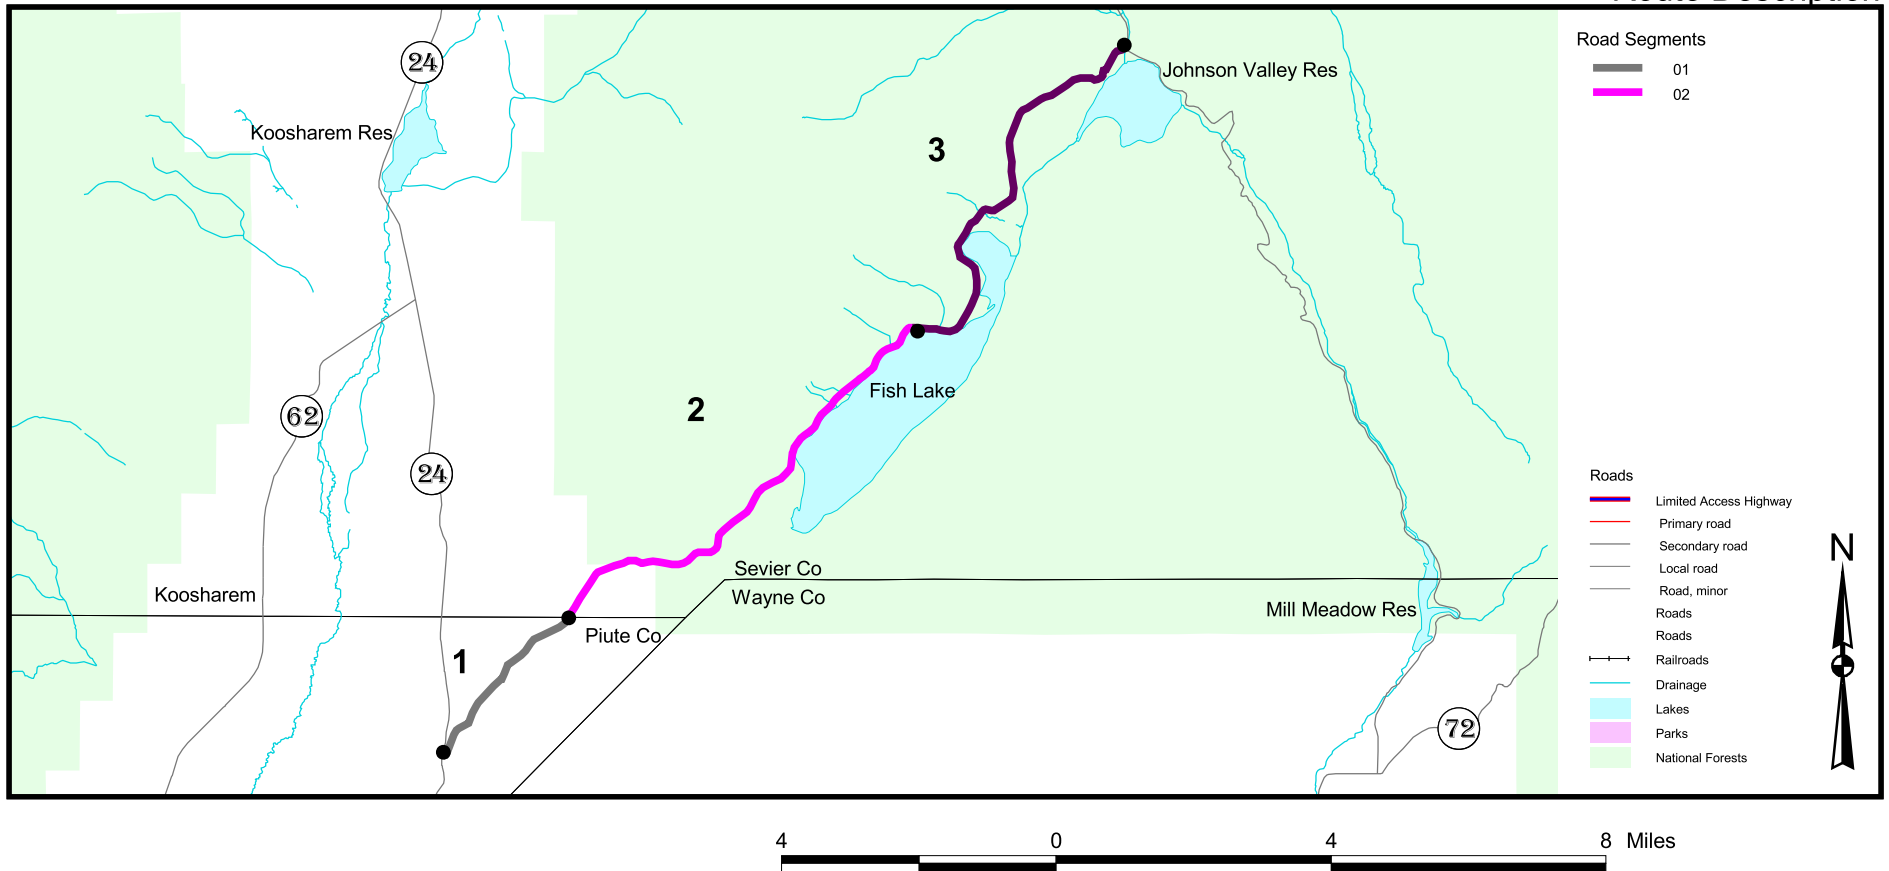 Route Description
24
Johnson Valley Res
Koosharem Res
3
Road Segments
01
02
Fish Lake
2
62
24
Sevier Co
Wayne Co
Koosharem
Mill Meadow Res
Piute Co
1
72
Roads
Limited Access Highway
Primary road
Secondary road
Local road
Road, minor
Roads
Roads
Railroads
Drainage
Lakes
Parks
National Forests
N
4 0 4 8 Miles